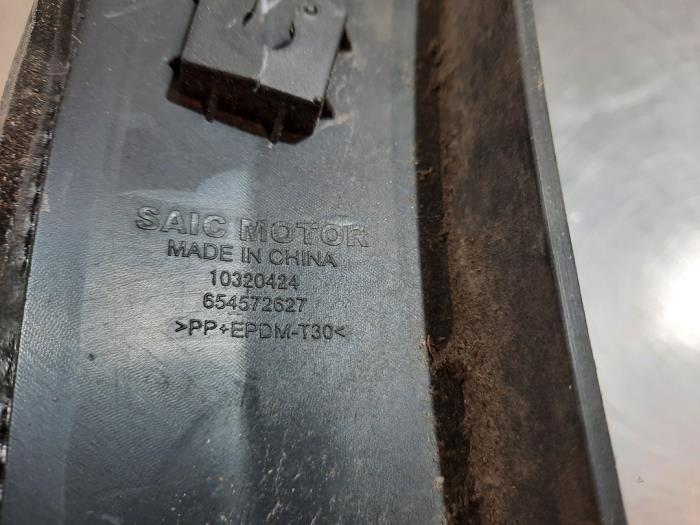 SAIC MOTOR
MADE IN CHINA
10320424
654572627
>PP+EPDM-T30<